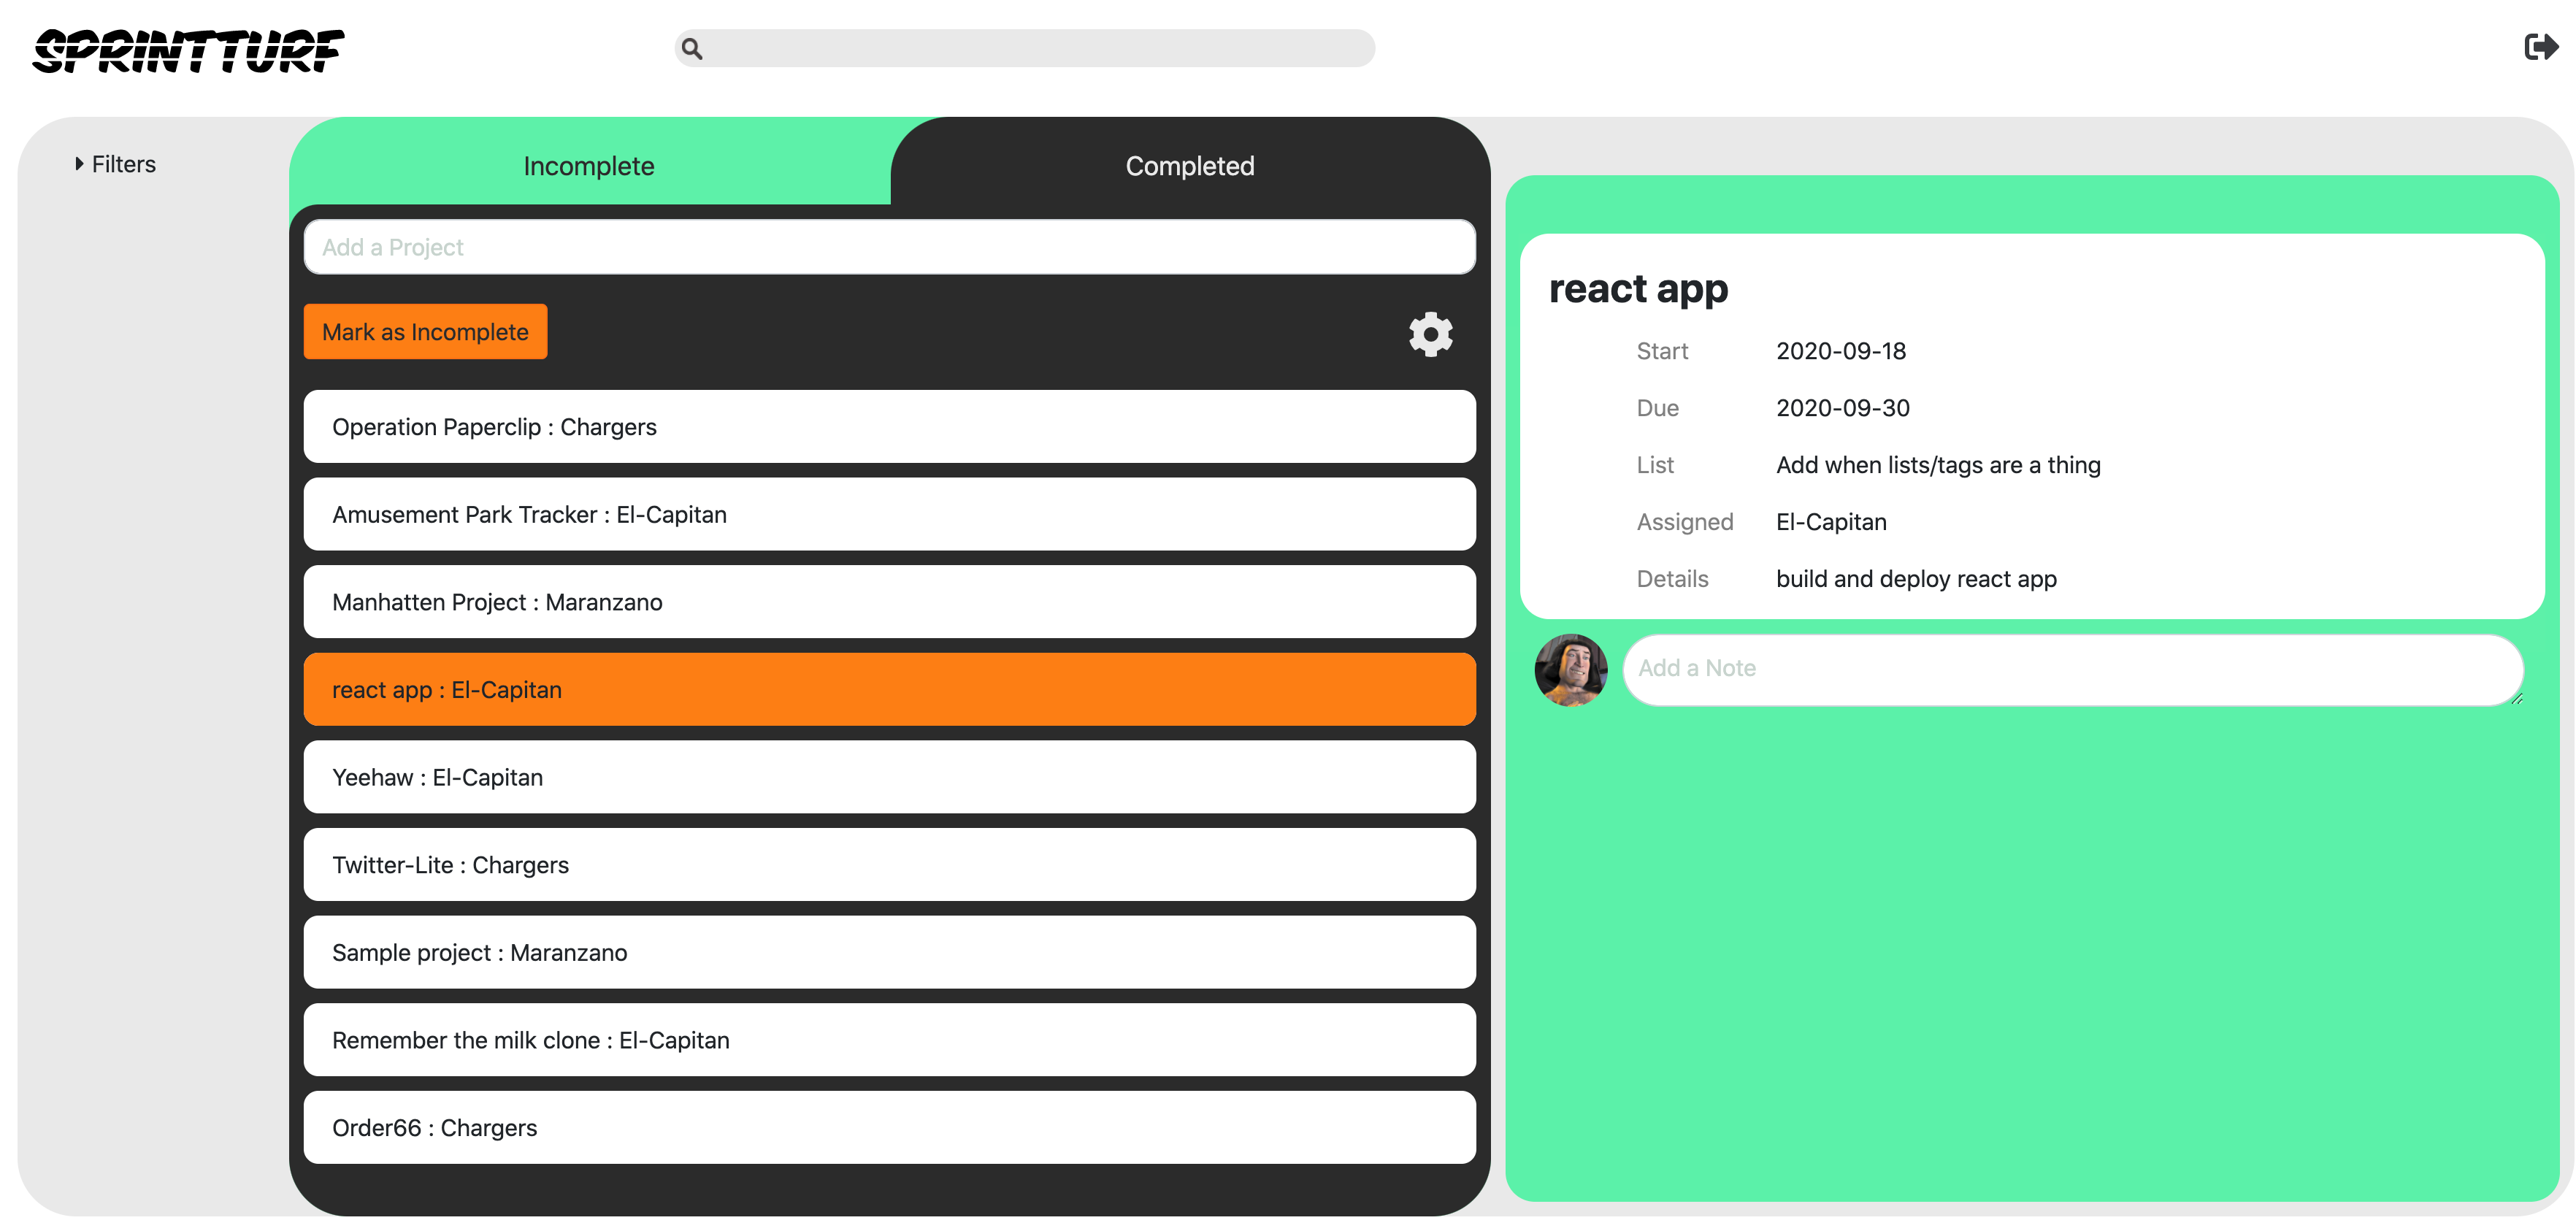 SPRINTTURF
Filters
Incomplete
Completed
Add a Project
Mark as Incomplete
Operation Paperclip : Chargers
Amusement Park Tracker : El-Capitan
Manhatten Project : Maranzano
react app : El-Capitan
Yeehaw : El-Capitan
Twitter-Lite : Chargers
Sample project : Maranzano
Remember the milk clone : El-Capitan
Order66 : Chargers
react app
Start 2020-09-18
Due 2020-09-30
List Add when lists/tags are a thing
Assigned El-Capitan
Details build and deploy react app
Add a Note